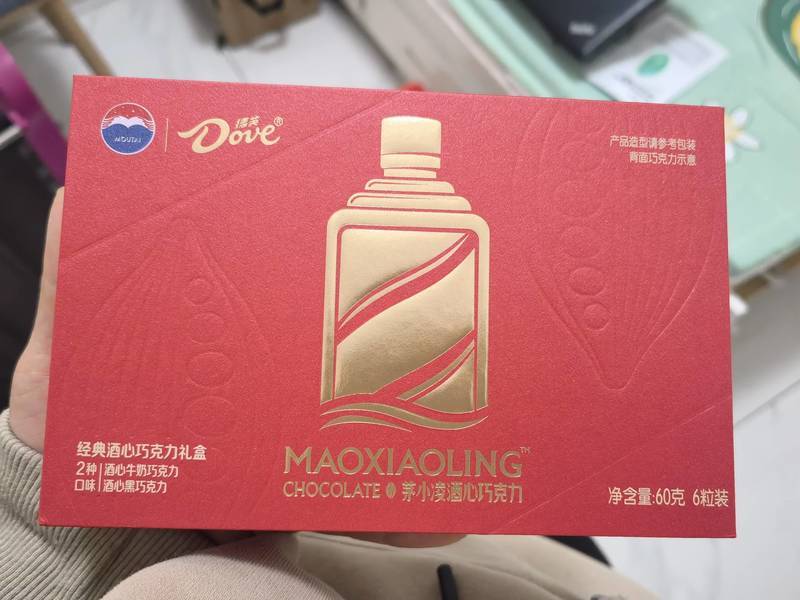 MOUTAI
德芙
Dove®
产品造型请参考包装
背面巧克力示意
经典酒心巧克力礼盒
2种 酒心牛奶巧克力
口味 酒心黑巧克力
MAOXIAOLING™
CHOCOLATE 茅小凌酒心巧克力
净含量:60克 6粒装